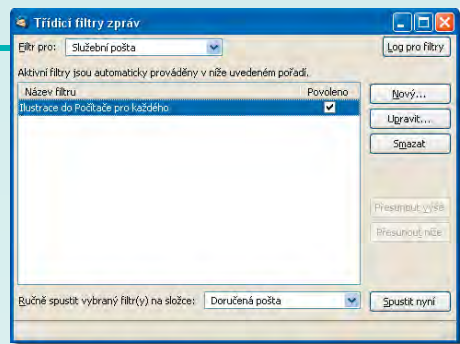 Třídící filtry zpráv
Filtr pro: Služební pošta Log pro filtry
Aktivní filtry jsou automaticky prováděny v níže uvedeném pořadí.
Název filtru Povoleno
Ilustrace do Počítače pro každého
Nový...
Upravit...
Smazat
Přesunout výše
Přesunout níže
Ručně spustit vybraný filtr(y) na složce: Doručená pošta Spustit nyní